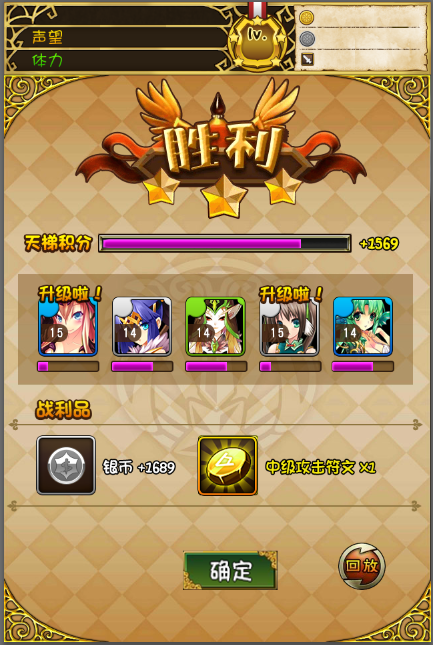 lv.
声望
体力
胜利
天梯积分 +1569
升级啦！ 升级啦！
15 14 14 15 14
战利品
银币 +1689 中级攻击符文 X1
确定 回放